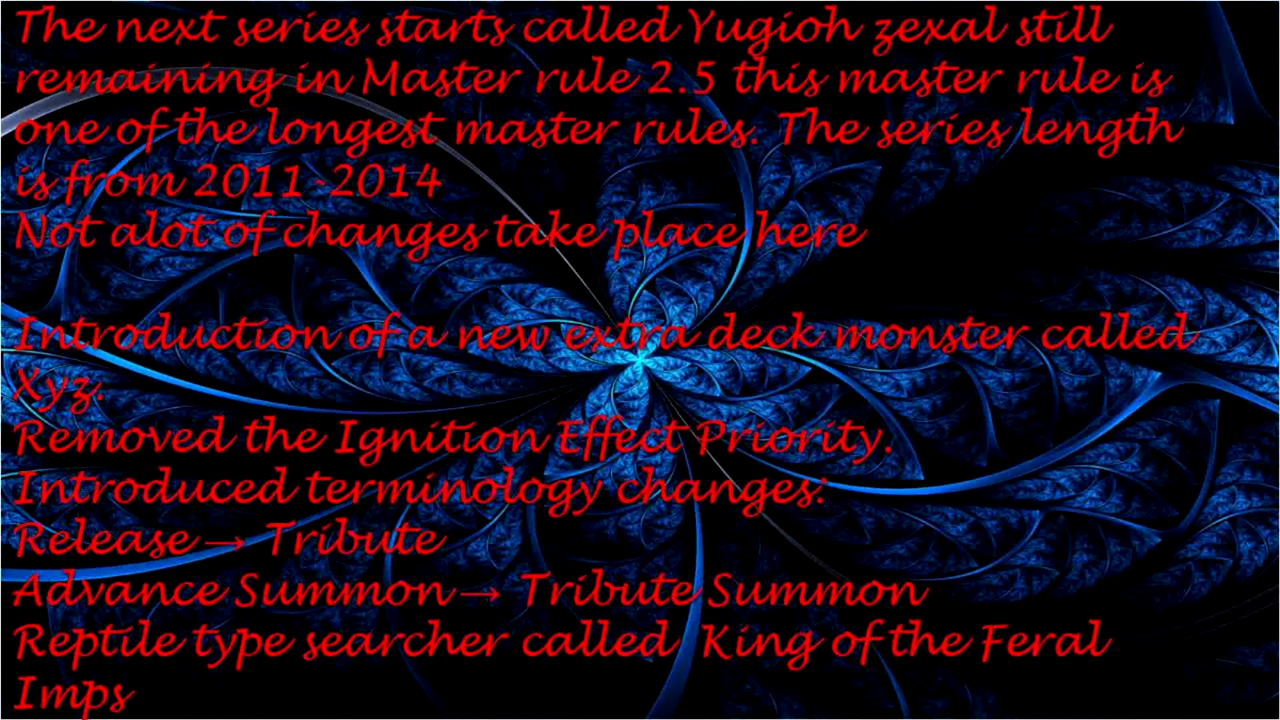 The next series starts called Yugioh zexal still
remaining in Master rule 2.5 this master rule is
one of the longest master rules. The series length
is from 2011-2014
Not alot of changes take place here
Introduction of a new extra deck monster called
Xyz.
Removed the Ignition Effect Priority.
Introduced terminology changes:
Release → Tribute
Advance Summon → Tribute Summon
Reptile type searcher called King of the Feral
Imps